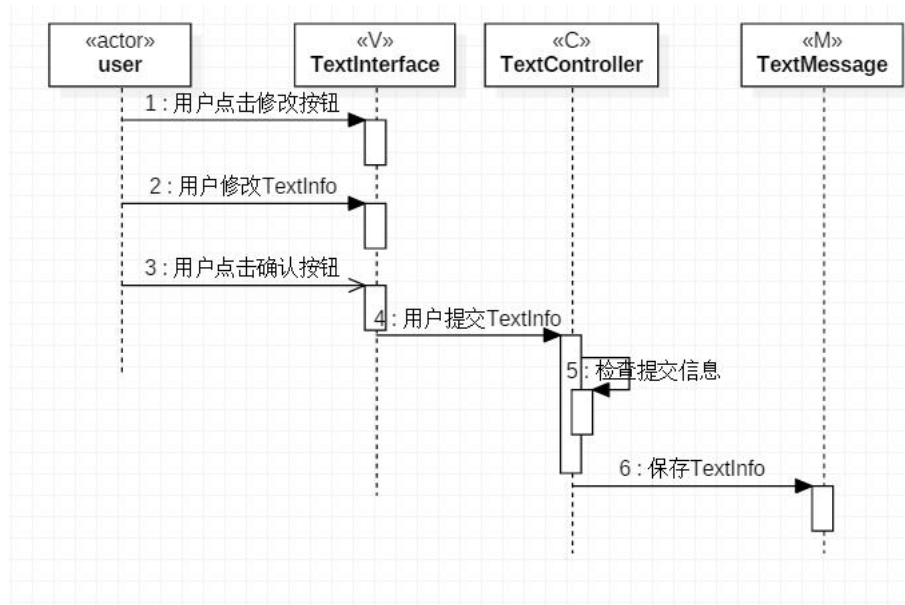 «actor»
user
«V»
TextInterface
«C»
TextController
«M»
TextMessage
1 : 用户点击修改按钮
2 : 用户修改TextInfo
3 : 用户点击确认按钮
4 : 用户提交TextInfo
5 : 检查提交信息
6 : 保存TextInfo